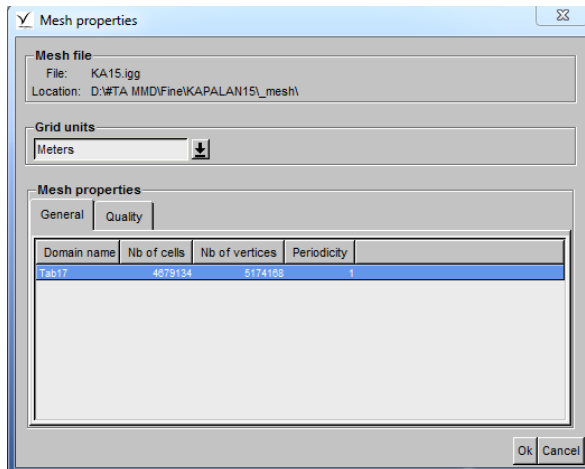 Mesh properties
Mesh file
File: KA15.igg
Location: D:\#TA MMD\Fine\KAPALAN15\_mesh\
Grid units
Meters
Mesh properties
General Quality
Domain name Nb of cells Nb of vertices Periodicity
Tab17 4679134 5174168 1
Ok Cancel